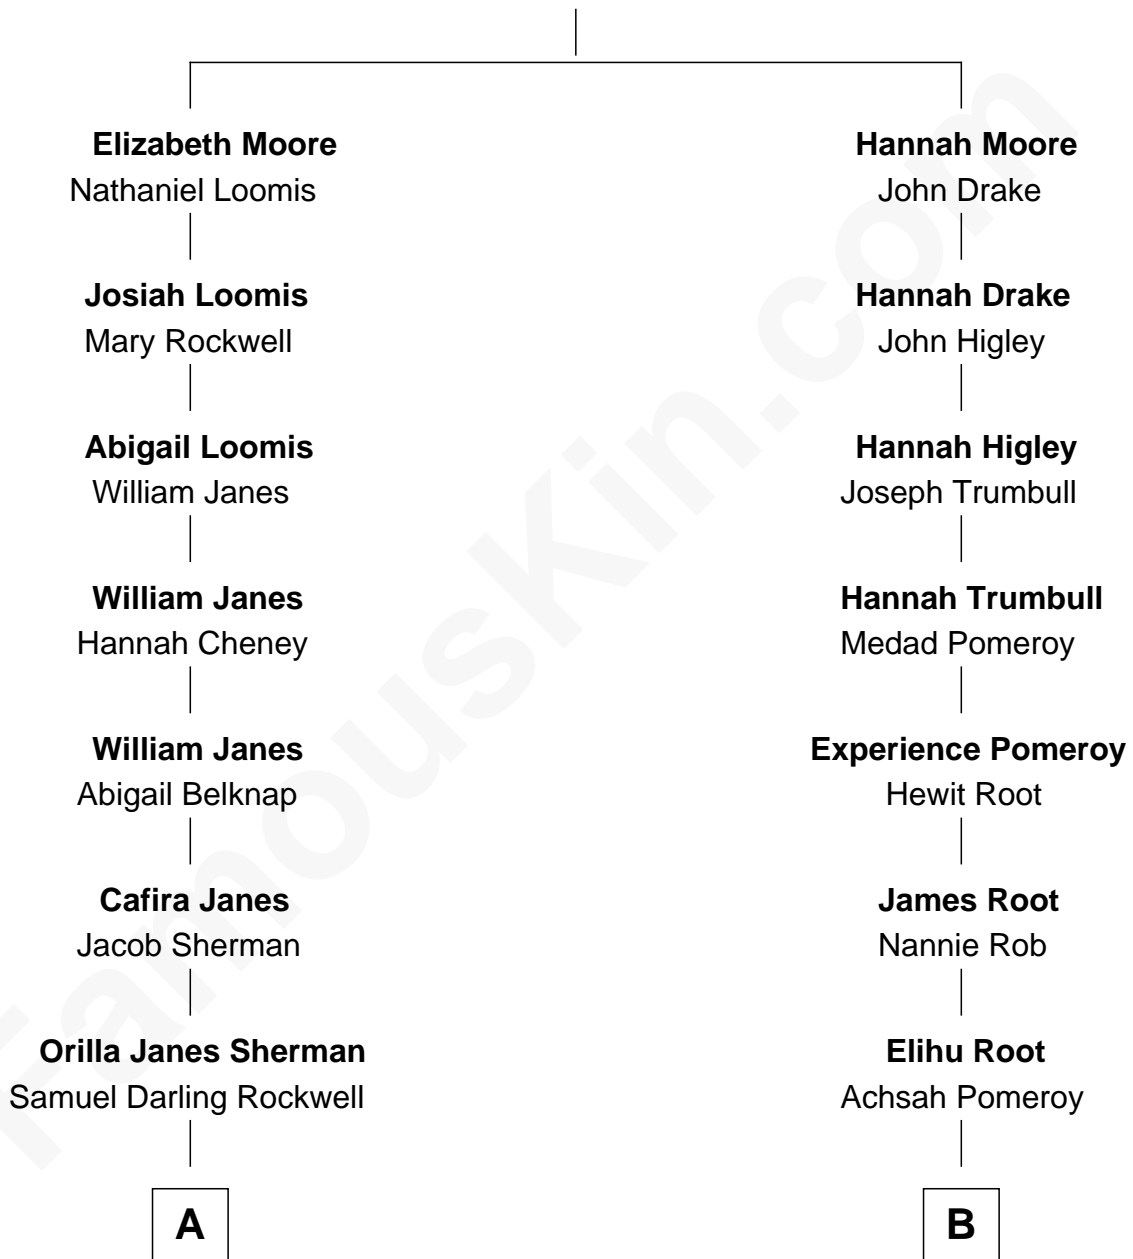 Elizabeth Moore
Nathaniel Loomis
Hannah Moore
John Drake
Josiah Loomis
Mary Rockwell
Hannah Drake
John Higley
Abigail Loomis
William Janes
Hannah Higley
Joseph Trumbull
William Janes
Hannah Cheney
Hannah Trumbull
Medad Pomeroy
William Janes
Abigail Belknap
Experience Pomeroy
Hewit Root
Cafira Janes
Jacob Sherman
James Root
Nannie Rob
Orilla Janes Sherman
Samuel Darling Rockwell
Elihu Root
Achsah Pomeroy
A
B
FamousKin.com